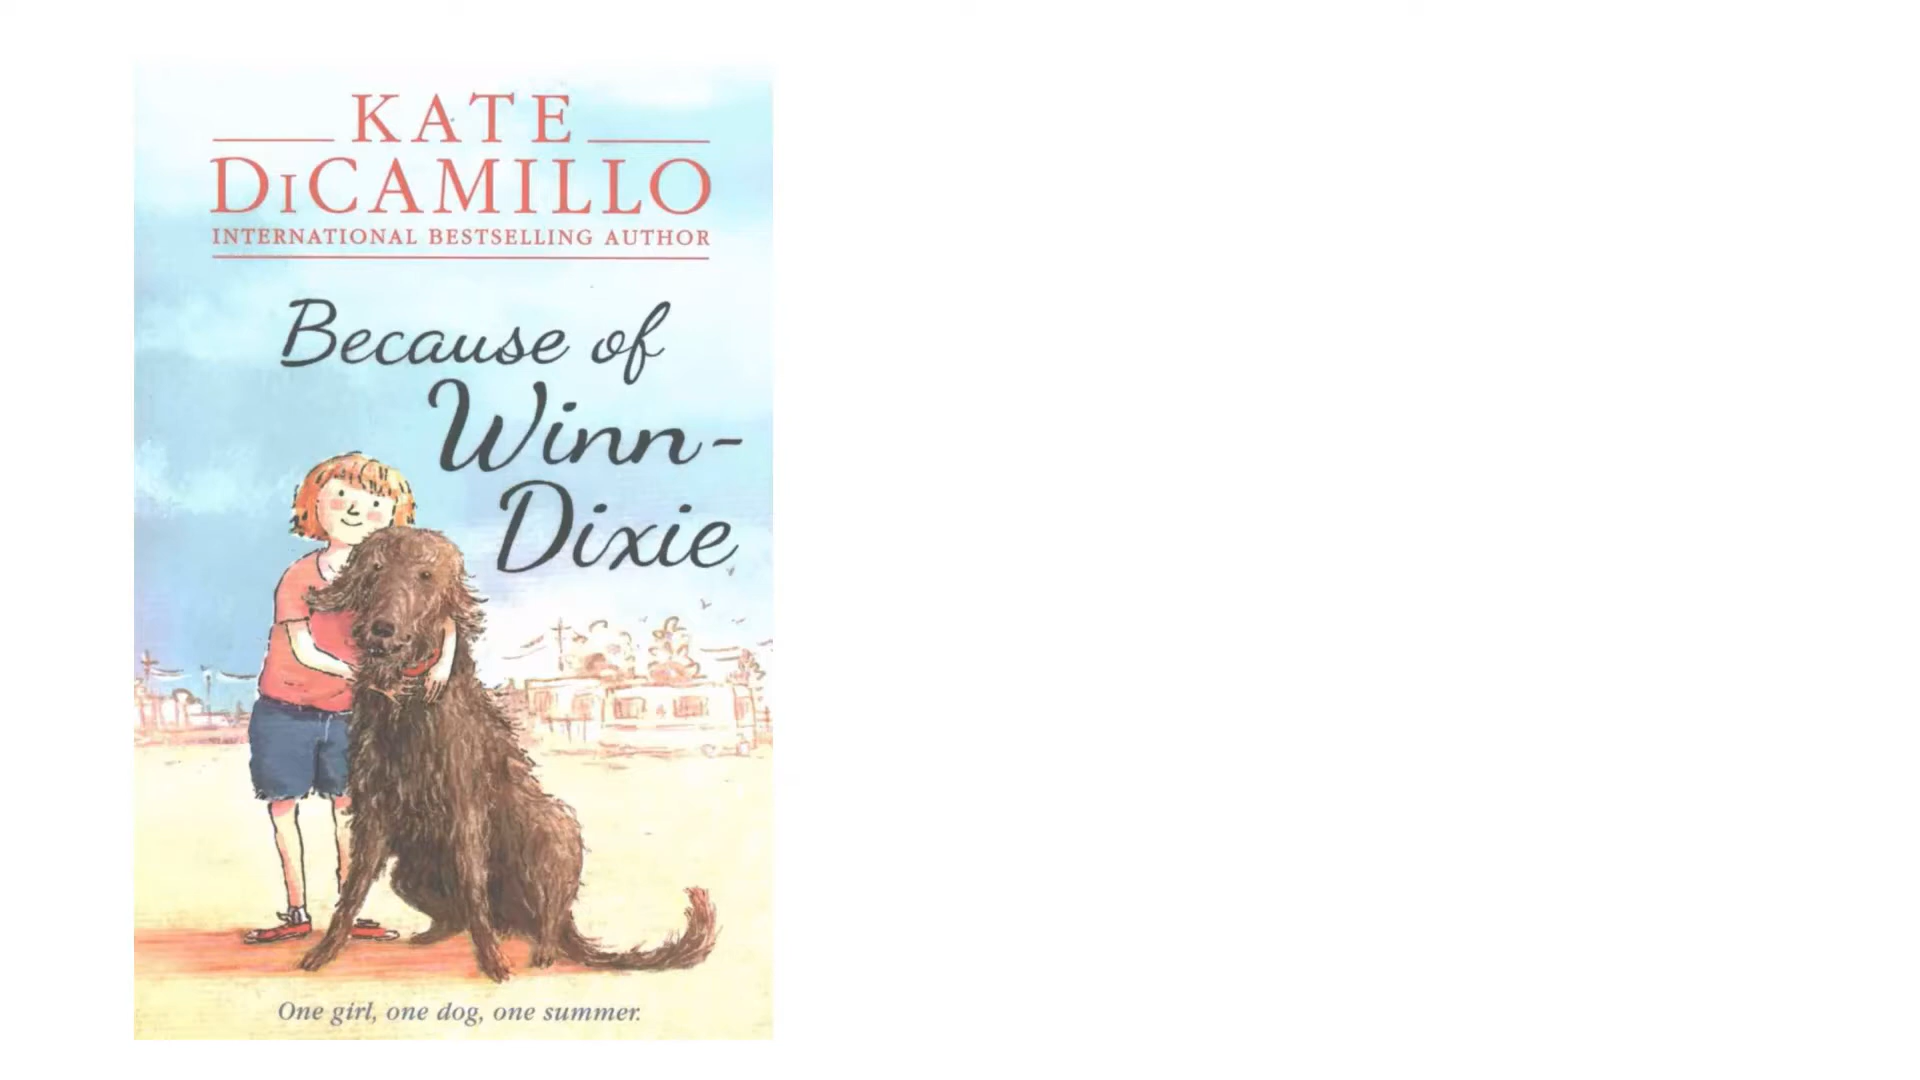 KATE
DICAMILLO
INTERNATIONAL BESTSELLING AUTHOR
Because of
Winn-
Dixie
One girl, one dog, one summer.